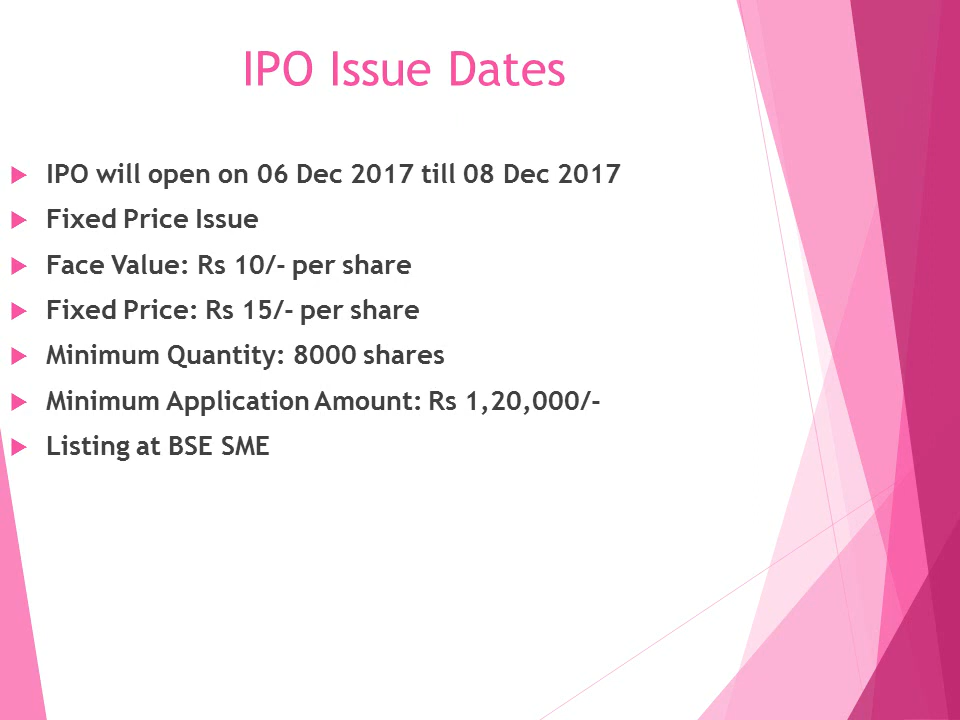 IPO Issue Dates
IPO will open on 06 Dec 2017 till 08 Dec 2017
Fixed Price Issue
Face Value: Rs 10/- per share
Fixed Price: Rs 15/- per share
Minimum Quantity: 8000 shares
Minimum Application Amount: Rs 1,20,000/-
Listing at BSE SME